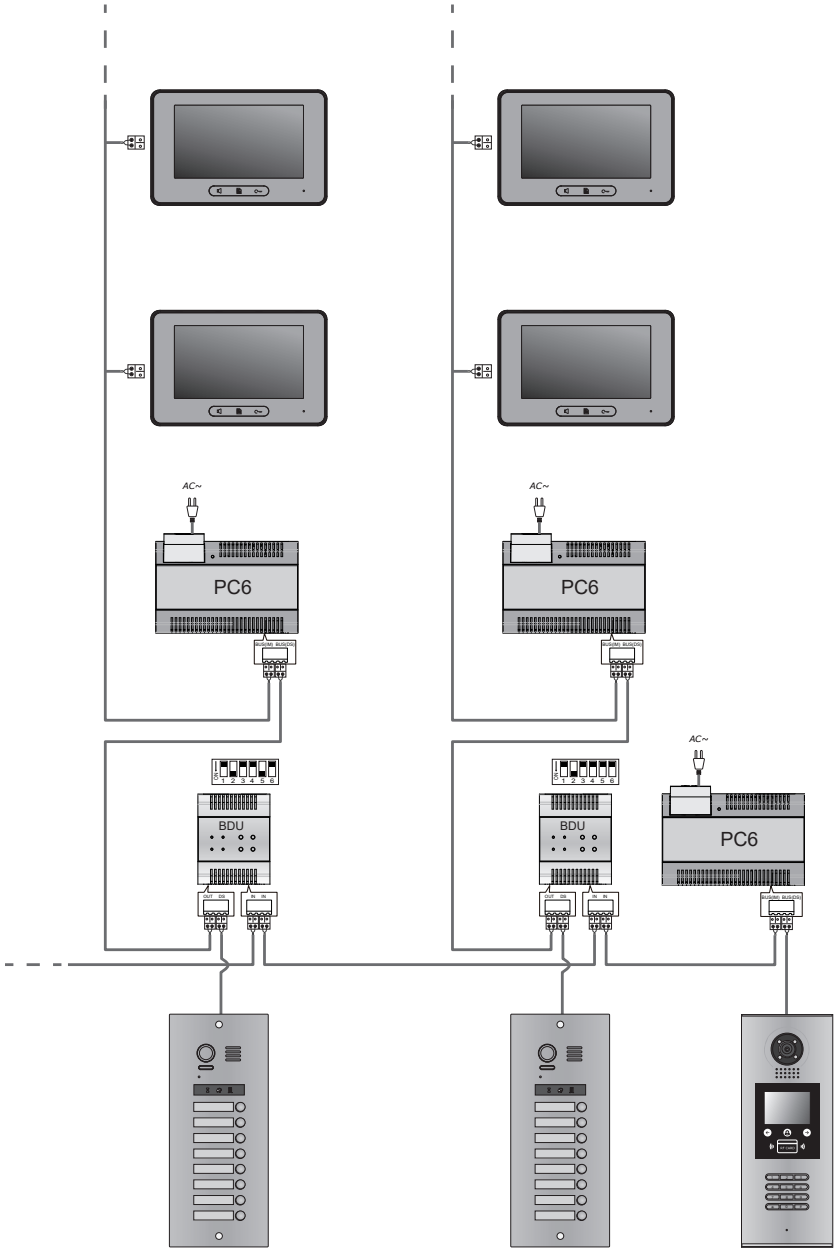 AC~ AC~
PC6 PC6
BUS(IM) BUS(DS) BUS(IM) BUS(DS)
AC~
ON 1 2 3 4 5 6 ON 1 2 3 4 5 6
BDU BDU
PC6
OUT DS IN IN OUT DS IN IN BUS(IM) BUS(DS)